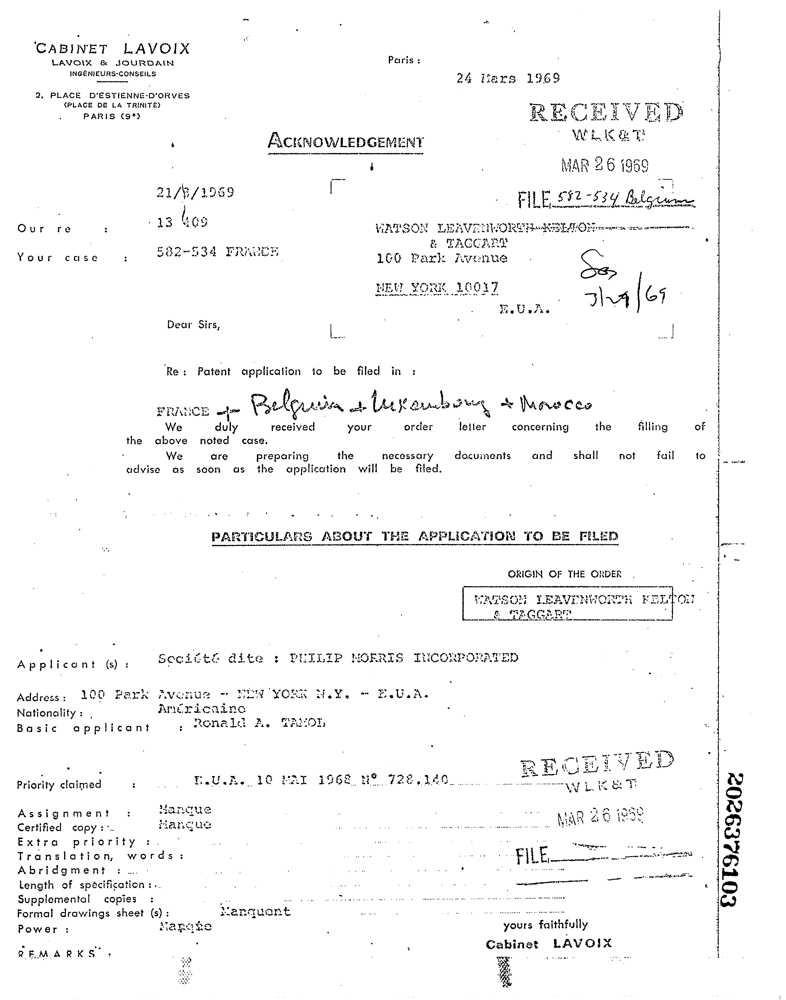 CABINET LAVOIX
LAVOIX & JOURDAIN
INGÉNIEURS-CONSEILS
2, PLACE D'ESTIENNE-D'ORVES
(PLACE DE LA TRINITÉ)
PARIS (9e)
Paris :
24 Mars 1969
RECEIVED
WLK&T
MAR 26 1969
FILE 582-534 Belgium
ACKNOWLEDGEMENT
21/3/1969
Our re : 13 409
Your case : 582-534 FRANCE
WATSON LEAVENWORTH KELTON
& TAGGART
100 Park Avenue
NEW YORK 10017
E.U.A.
3/29/69
Dear Sirs,
Re : Patent application to be filed in :
FRANCE + Belgium + Luxembourg + Morocco
We duly received your order letter concerning the filling of
the above noted case.
We are preparing the necessary documents and shall not fail to
advise as soon as the application will be filed.
PARTICULARS ABOUT THE APPLICATION TO BE FILED
ORIGIN OF THE ORDER
WATSON LEAVENWORTH KELTON
& TAGGART
Applicant (s) : Société dite : PHILIP MORRIS INCORPORATED
Address : 100 Park Avenue - NEW YORK N.Y. - E.U.A.
Nationality : Américaine
Basic applicant : Ronald A. TAMOL
Priority claimed : E.U.A. 10 MAI 1968 N° 728.140
RECEIVED
WLK&T
MAR 26 1969
FILE
Assignment : Manque
Certified copy : Manque
Extra priority :
Translation, words :
Abridgment :
Length of specification :
Supplemental copies :
Formal drawings sheet (s) : Manquent
Power :
yours faithfully
Cabinet LAVOIX
REMARKS :
2026376103